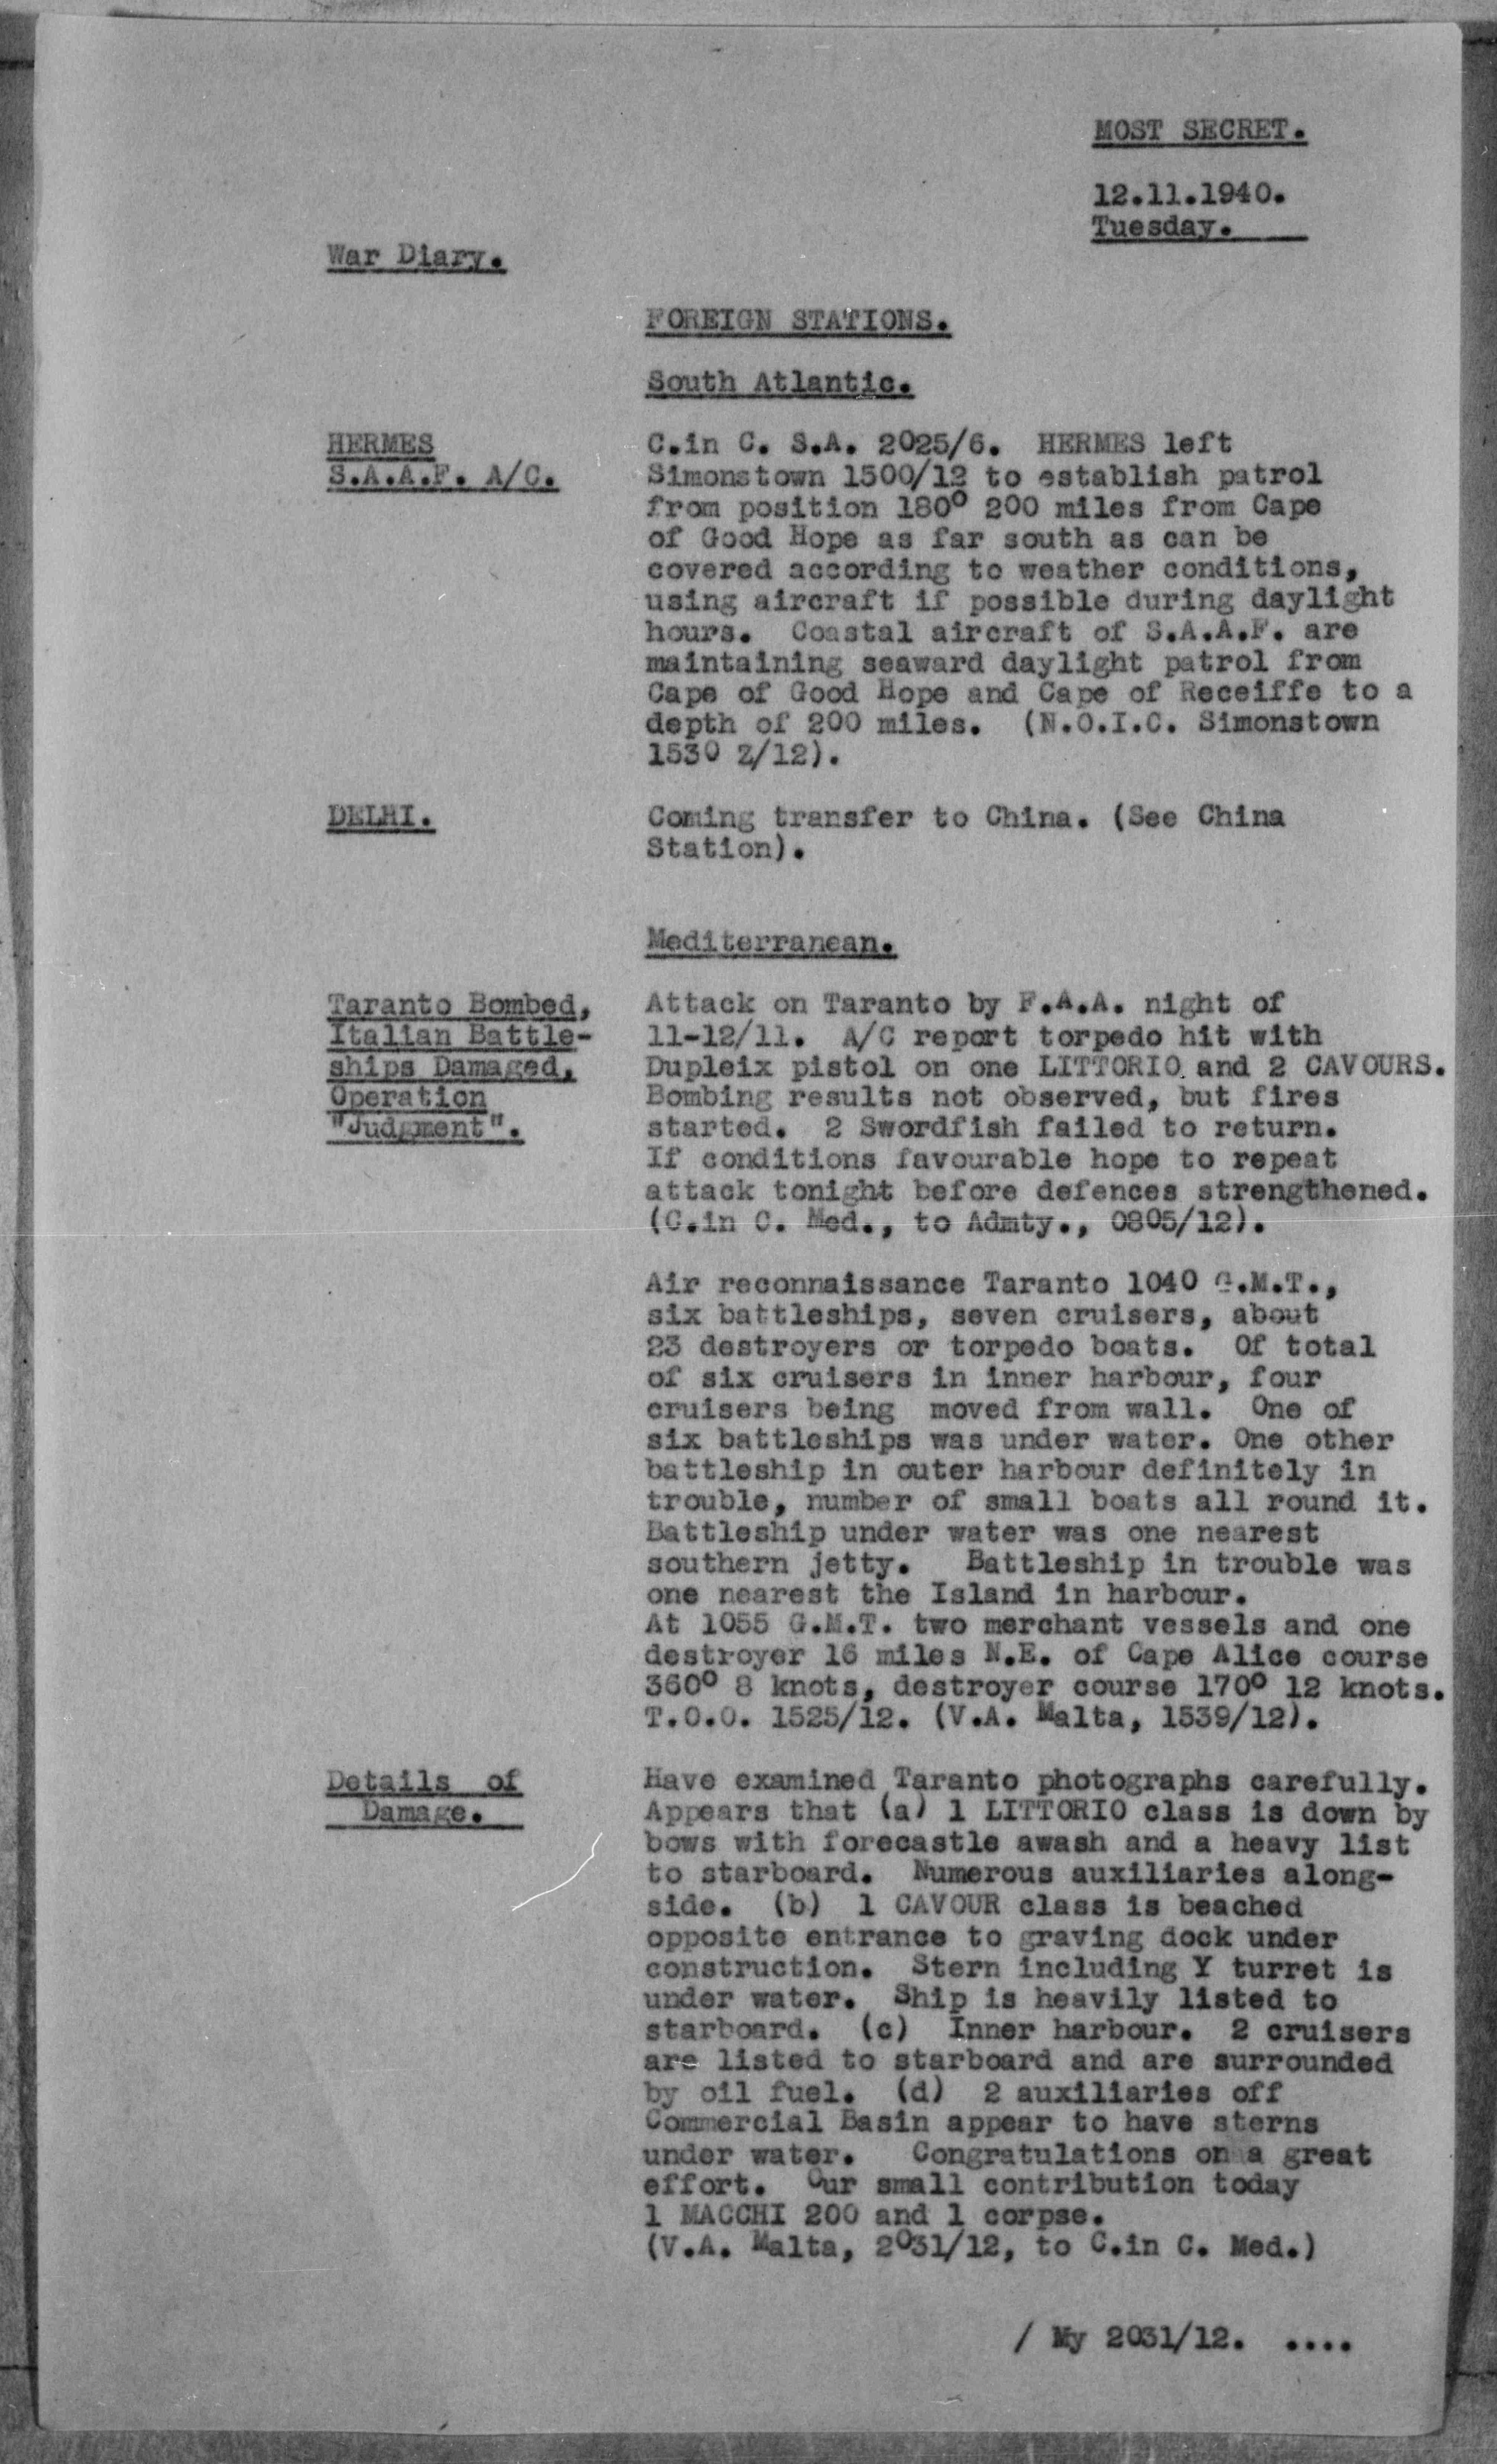 MOST SECRET.
12.11.1940.
Tuesday.
War Diary.
FOREIGN STATIONS.
South Atlantic.
HERMES
S.A.A.F. A/C.
C.in C. S.A. 2025/6. HERMES left
Simonstown 1500/12 to establish patrol
from position 180° 200 miles from Cape
of Good Hope as far south as can be
covered according to weather conditions,
using aircraft if possible during daylight
hours. Coastal aircraft of S.A.A.F. are
maintaining seaward daylight patrol from
Cape of Good Hope and Cape of Receiffe to a
depth of 200 miles. (N.O.I.C. Simonstown
1530 Z/12).
DELHI.
Coming transfer to China. (See China
Station).
Mediterranean.
Taranto Bombed,
Italian Battle-
ships Damaged,
Operation
"Judgment".
Attack on Taranto by F.A.A. night of
11-12/11. A/C report torpedo hit with
Dupleix pistol on one LITTORIO and 2 CAVOURS.
Bombing results not observed, but fires
started. 2 Swordfish failed to return.
If conditions favourable hope to repeat
attack tonight before defences strengthened.
(C.in C. Med., to Admty., 0805/12).
Air reconnaissance Taranto 1040 G.M.T.,
six battleships, seven cruisers, about
23 destroyers or torpedo boats. Of total
of six cruisers in inner harbour, four
cruisers being moved from wall. One of
six battleships was under water. One other
battleship in outer harbour definitely in
trouble, number of small boats all round it.
Battleship under water was one nearest
southern jetty. Battleship in trouble was
one nearest the Island in harbour.
At 1055 G.M.T. two merchant vessels and one
destroyer 16 miles N.E. of Cape Alice course
360° 8 knots, destroyer course 170° 12 knots.
T.O.O. 1525/12. (V.A. Malta, 1539/12).
Details of
Damage.
Have examined Taranto photographs carefully.
Appears that (a) 1 LITTORIO class is down by
bows with forecastle awash and a heavy list
to starboard. Numerous auxiliaries along-
side. (b) 1 CAVOUR class is beached
opposite entrance to graving dock under
construction. Stern including Y turret is
under water. Ship is heavily listed to
starboard. (c) Inner harbour. 2 cruisers
are listed to starboard and are surrounded
by oil fuel. (d) 2 auxiliaries off
Commercial Basin appear to have sterns
under water. Congratulations on a great
effort. Our small contribution today
1 MACCHI 200 and 1 corpse.
(V.A. Malta, 2031/12, to C.in C. Med.)
/ My 2031/12. ....